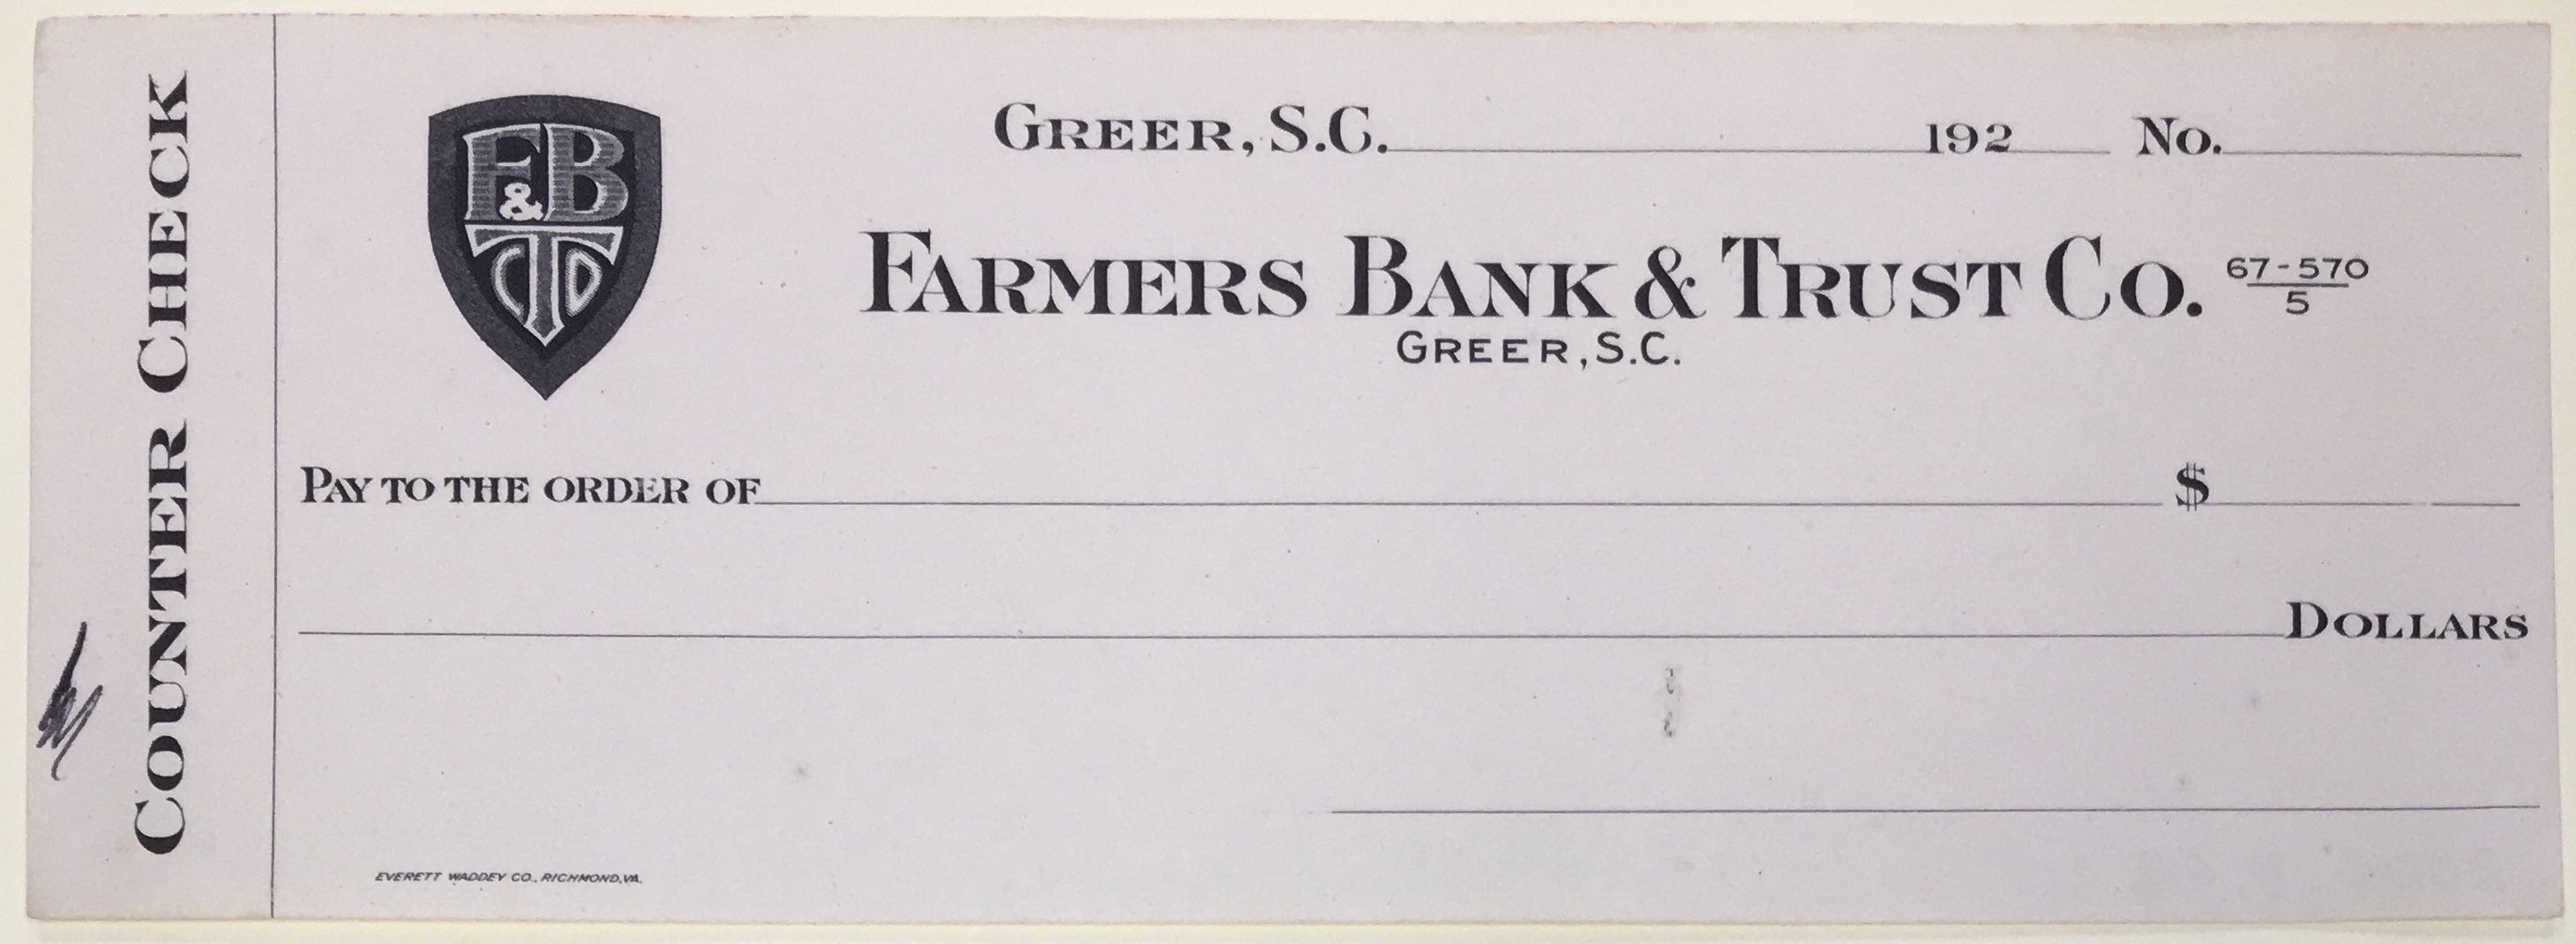 COUNTER CHECK
F&B
T
CO
GREER, S.C. 192 No.
FARMERS BANK & TRUST CO. 67-570
5
GREER, S.C.
PAY TO THE ORDER OF $
DOLLARS
EVERETT WADDEY CO., RICHMOND, VA.